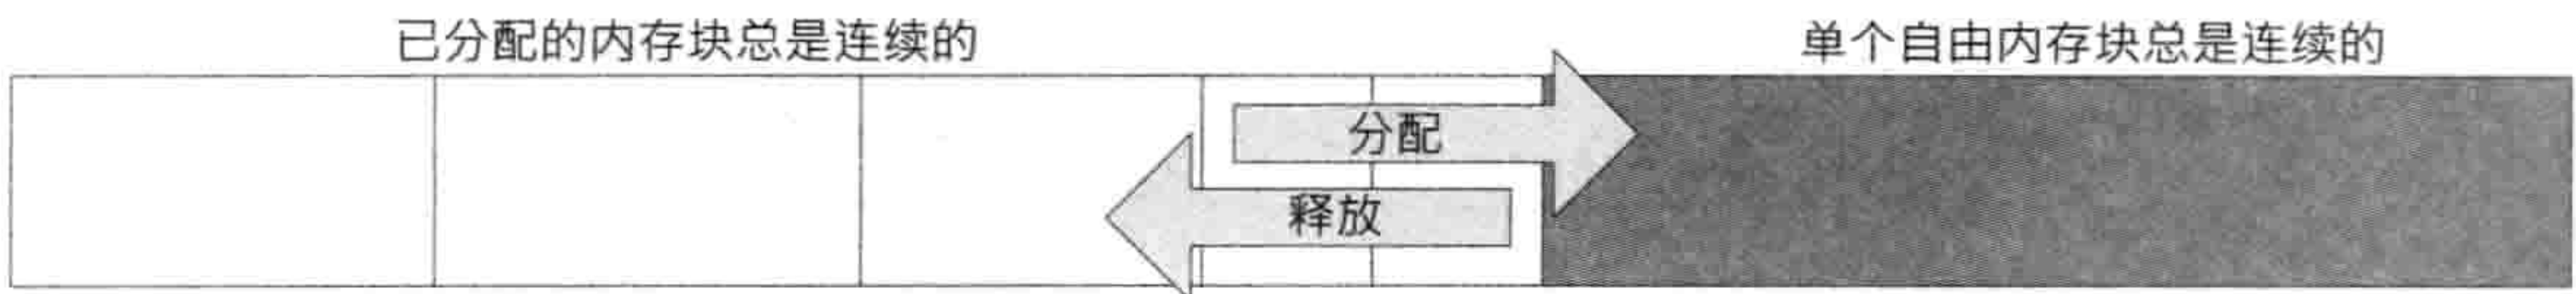 已分配的内存块总是连续的
单个自由内存块总是连续的
分配
释放